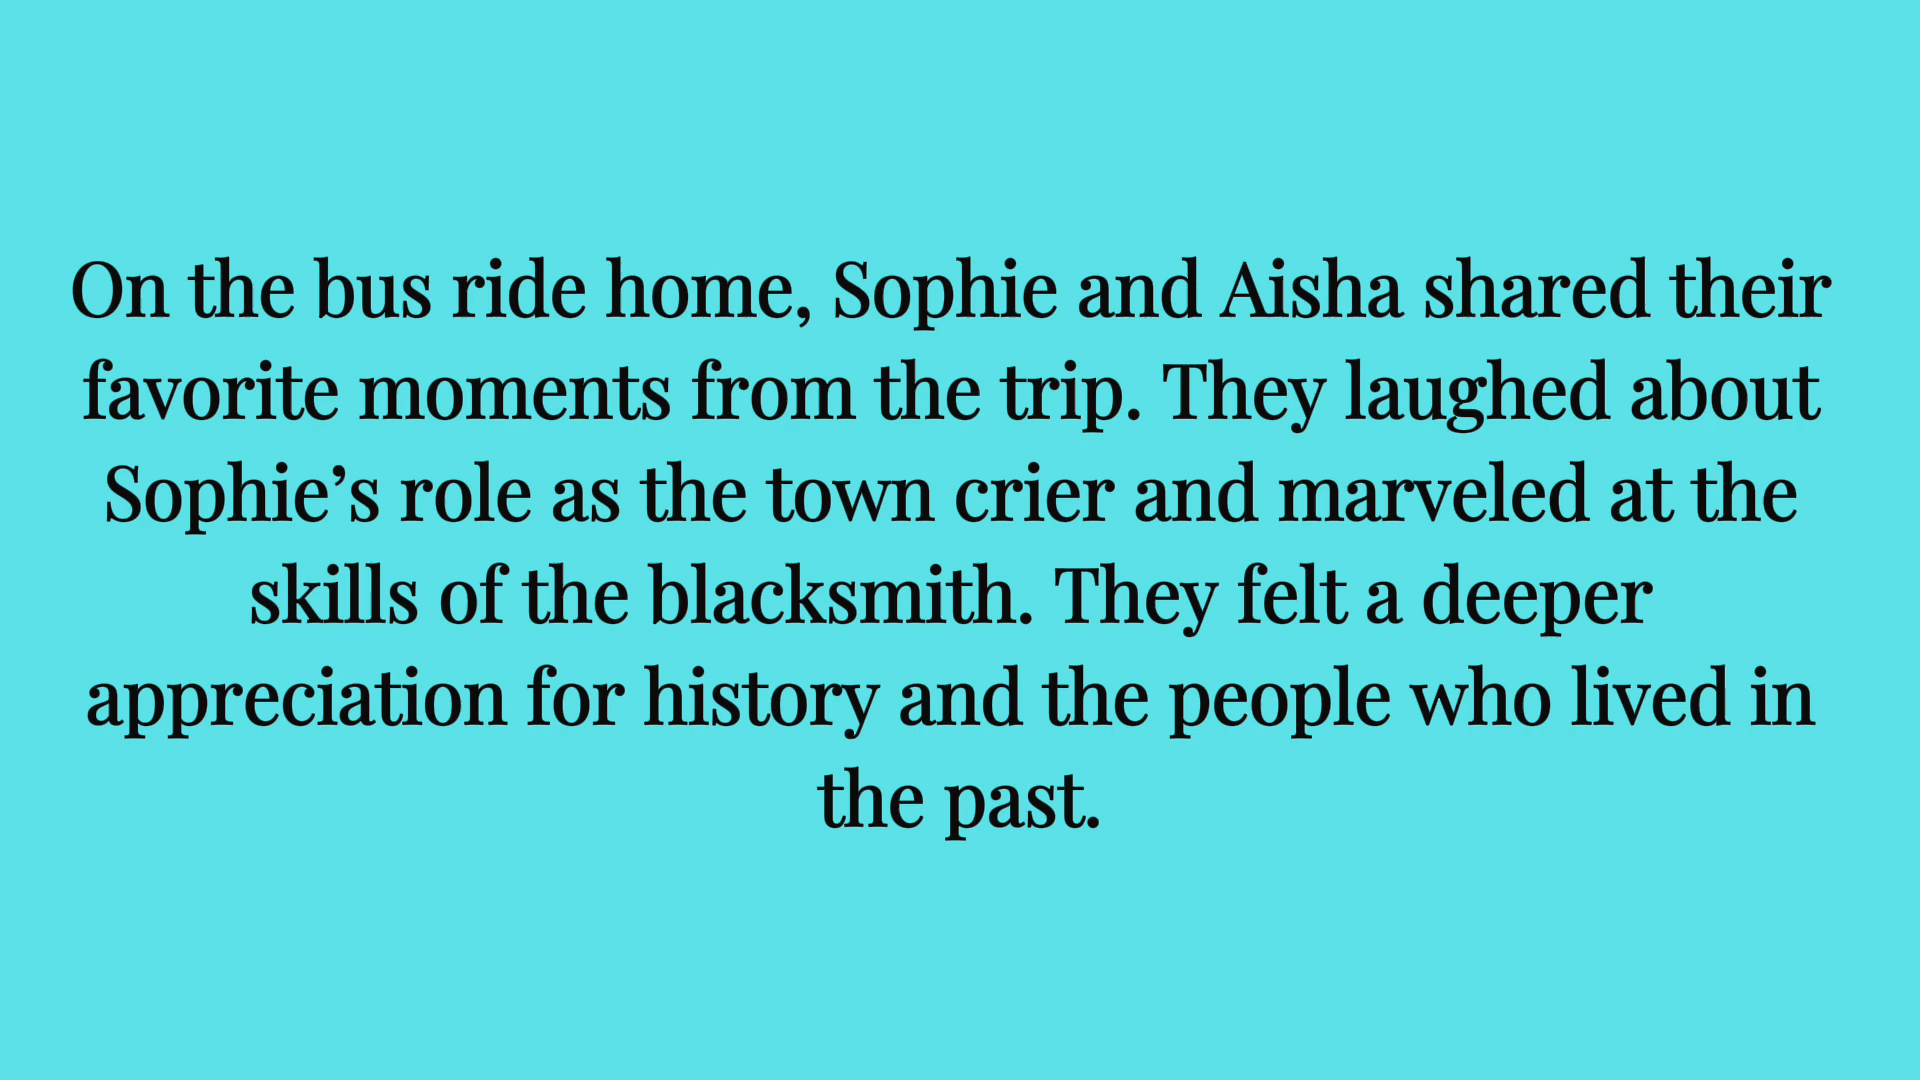 On the bus ride home, Sophie and Aisha shared their
favorite moments from the trip. They laughed about
Sophie’s role as the town crier and marveled at the
skills of the blacksmith. They felt a deeper
appreciation for history and the people who lived in
the past.